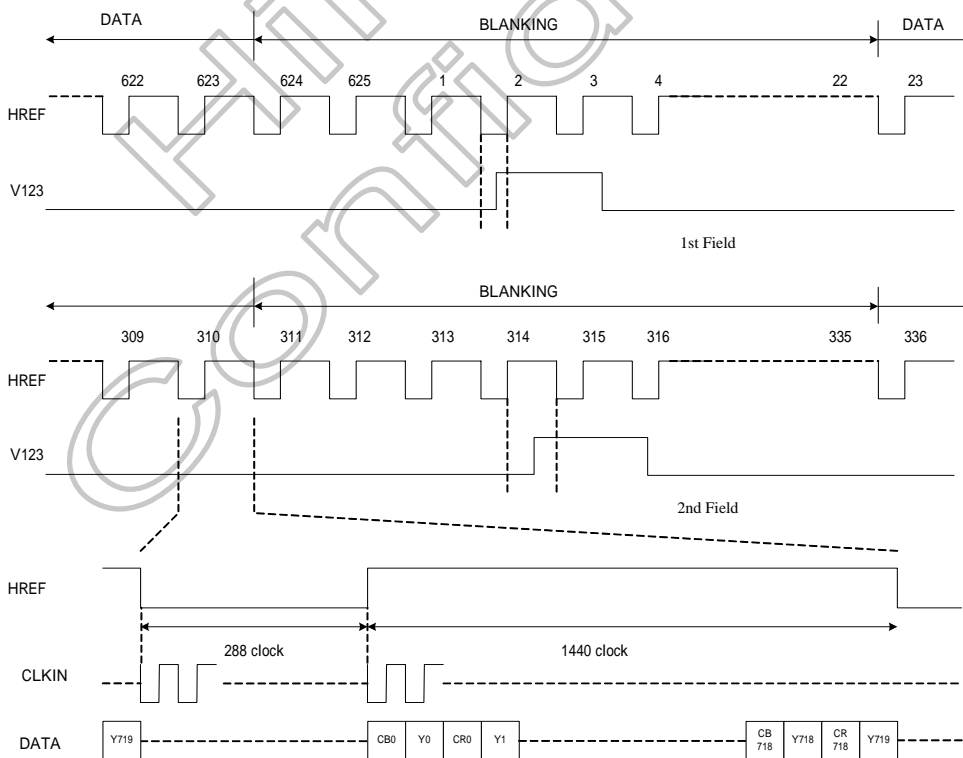 DATA BLANKING DATA
622 623 624 625 1 2 3 4 22 23
HREF
V123
1st Field
BLANKING
309 310 311 312 313 314 315 316 335 336
HREF
V123
2nd Field
HREF
288 clock 1440 clock
CLKIN
DATA Y719 CB0 Y0 CR0 Y1 CB 718 Y718 CR 718 Y719